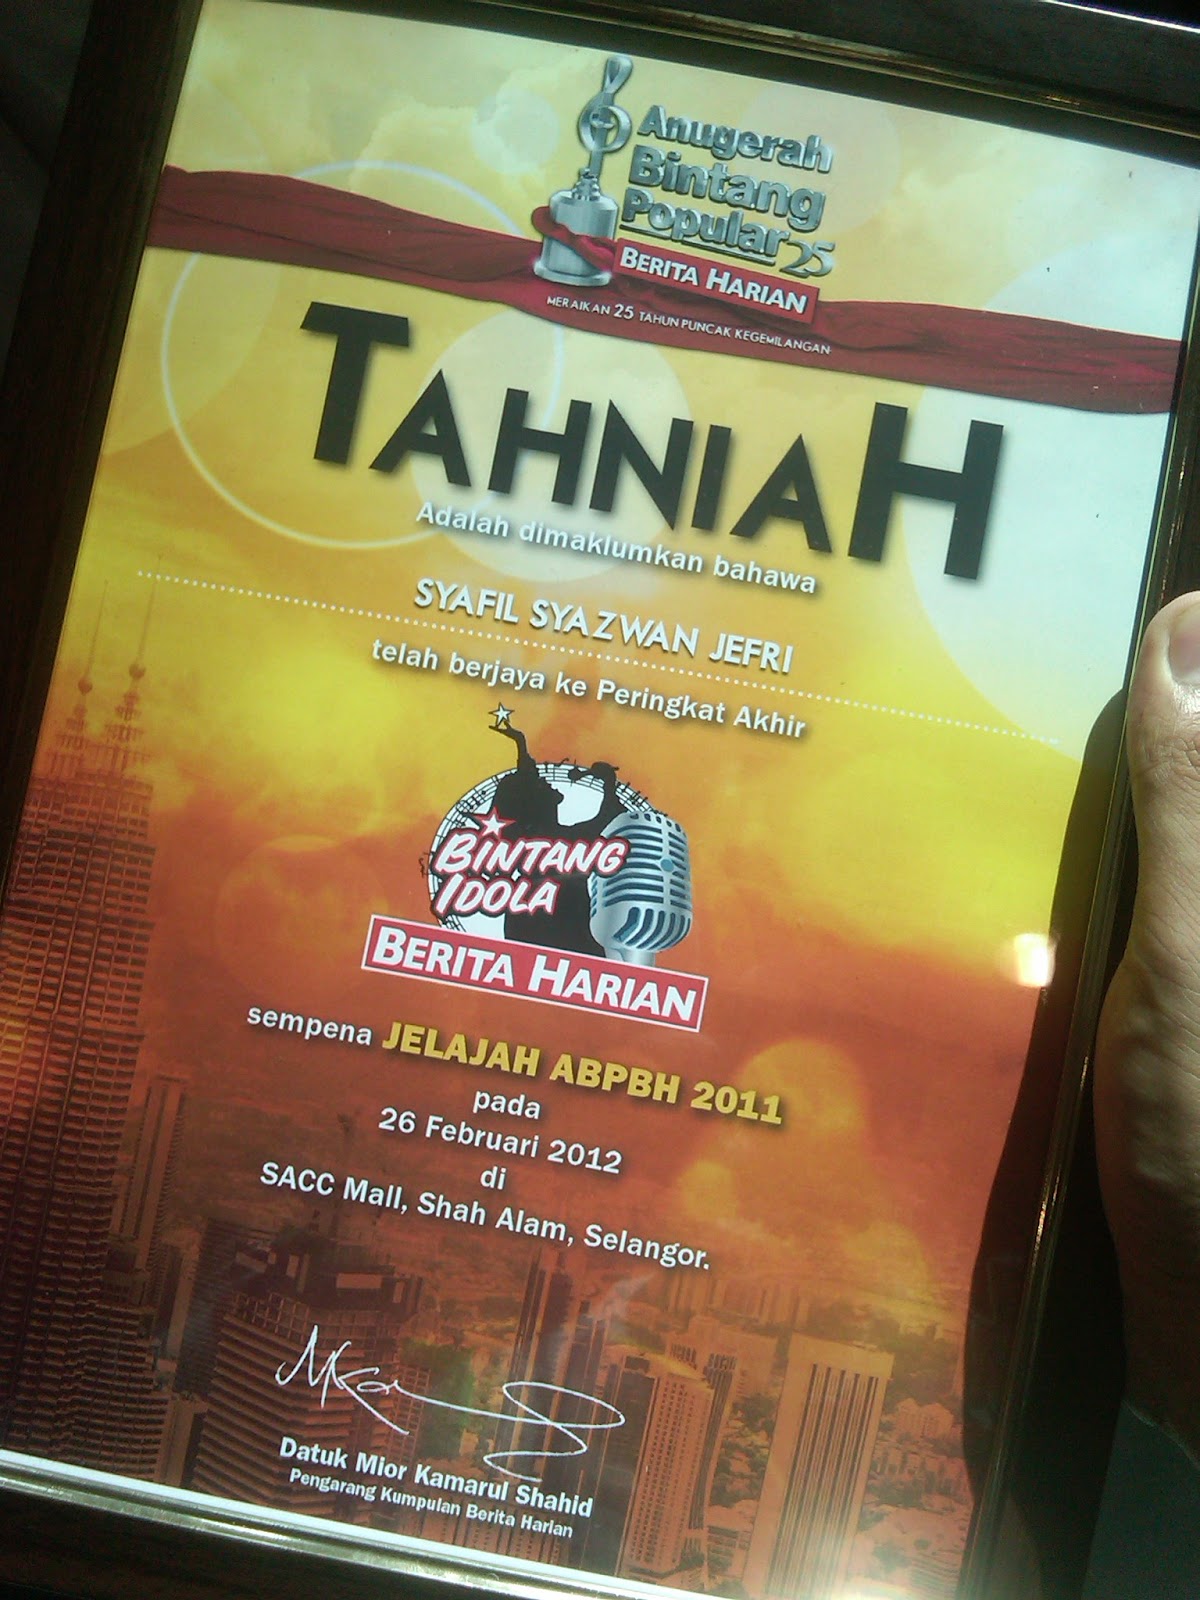 Anugerah
Bintang
Popular 25
BERITA HARIAN
MERAIKAN 25 TAHUN PUNCAK KEGEMILANGAN
TAHNIAH
Adalah dimaklumkan bahawa
SYAFIL SYAZWAN JEFRI
telah berjaya ke Peringkat Akhir
BINTANG
IDOLA
BERITA HARIAN
sempena JELAJAH ABPBH 2011
pada
26 Februari 2012
di
SACC Mall, Shah Alam, Selangor.
Datuk Mior Kamarul Shahid
Pengarang Kumpulan Berita Harian